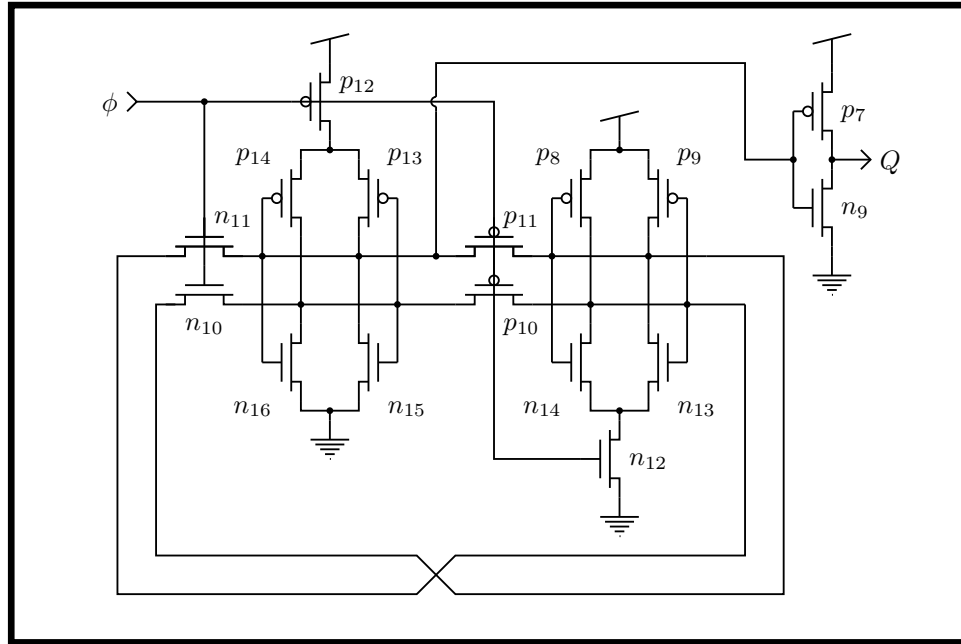 p₁₂
ϕ
p₇
p₁₄ p₁₃ p₈ p₉
Q
n₁₁ p₁₁ n₉
n₁₀ p₁₀
n₁₆ n₁₅ n₁₄ n₁₃
n₁₂